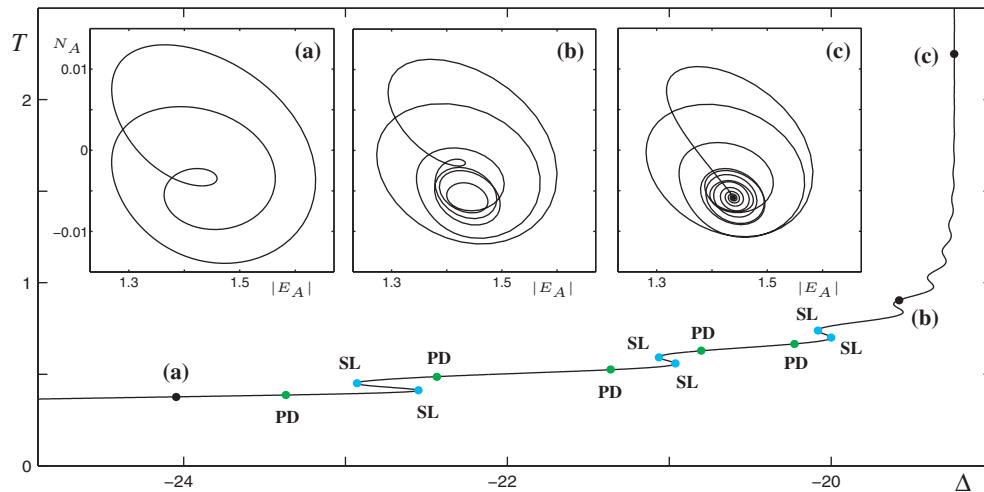 T
2
1
0
−24
−22
−20
Δ
N_A
0.01
0
−0.01
1.3
1.5
|E_A|
(a)
1.3
1.5
|E_A|
(b)
1.3
1.5
|E_A|
(c)
(c)
(b)
(a)
PD
SL
SL
PD
PD
SL
SL
PD
PD
SL
SL